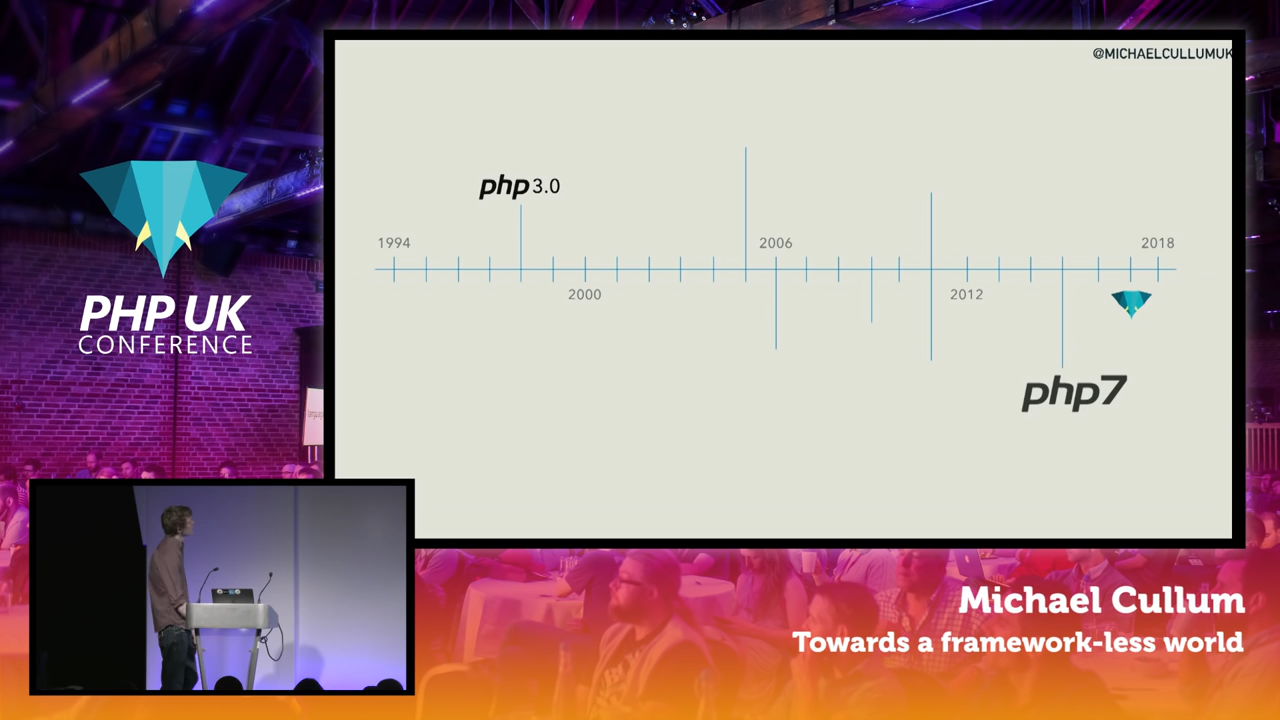 @MICHAELCULLUMUK
php3.0
1994
2006
2018
2000
2012
php7
PHP UK
CONFERENCE
Michael Cullum
Towards a framework-less world